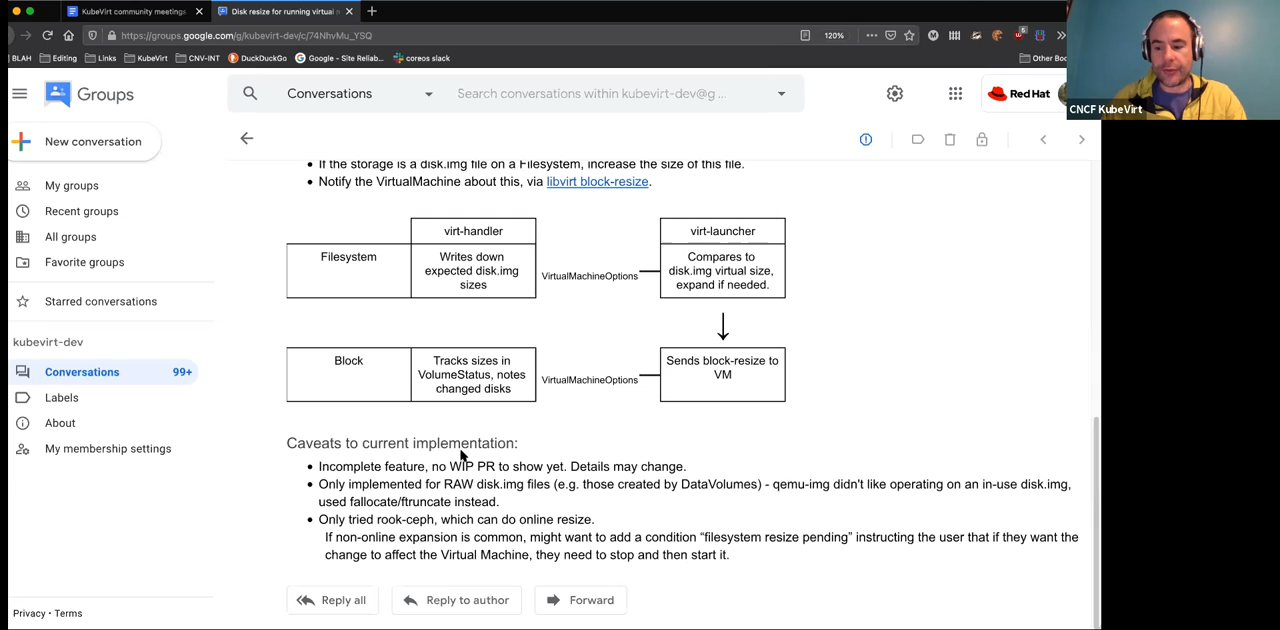 KubeVirt community meetings
Disk resize for running virtual
https://groups.google.com/g/kubevirt-dev/c/74NhvMu_YSQ
120%
BLAH
Editing
Links
KubeVirt
CNV-INT
DuckDuckGo
Google - Site Reliab...
coreos slack
Other Boo
CNCF KubeVirt
Groups
Conversations
Search conversations within kubevirt-dev@g ...
Red Hat
New conversation
My groups
Recent groups
All groups
Favorite groups
Starred conversations
kubevirt-dev
Conversations 99+
Labels
About
My membership settings
Privacy • Terms
• If the storage is a disk.img file on a Filesystem, increase the size of this file.
• Notify the VirtualMachine about this, via libvirt block-resize.
virt-handler
virt-launcher
Filesystem
Writes down
expected disk.img
sizes
VirtualMachineOptions
Compares to
disk.img virtual size,
expand if needed.
Block
Tracks sizes in
VolumeStatus, notes
changed disks
VirtualMachineOptions
Sends block-resize to
VM
Caveats to current implementation:
• Incomplete feature, no WIP PR to show yet. Details may change.
• Only implemented for RAW disk.img files (e.g. those created by DataVolumes) - qemu-img didn't like operating on an in-use disk.img,
used fallocate/ftruncate instead.
• Only tried rook-ceph, which can do online resize.
If non-online expansion is common, might want to add a condition “filesystem resize pending” instructing the user that if they want the
change to affect the Virtual Machine, they need to stop and then start it.
Reply all
Reply to author
Forward